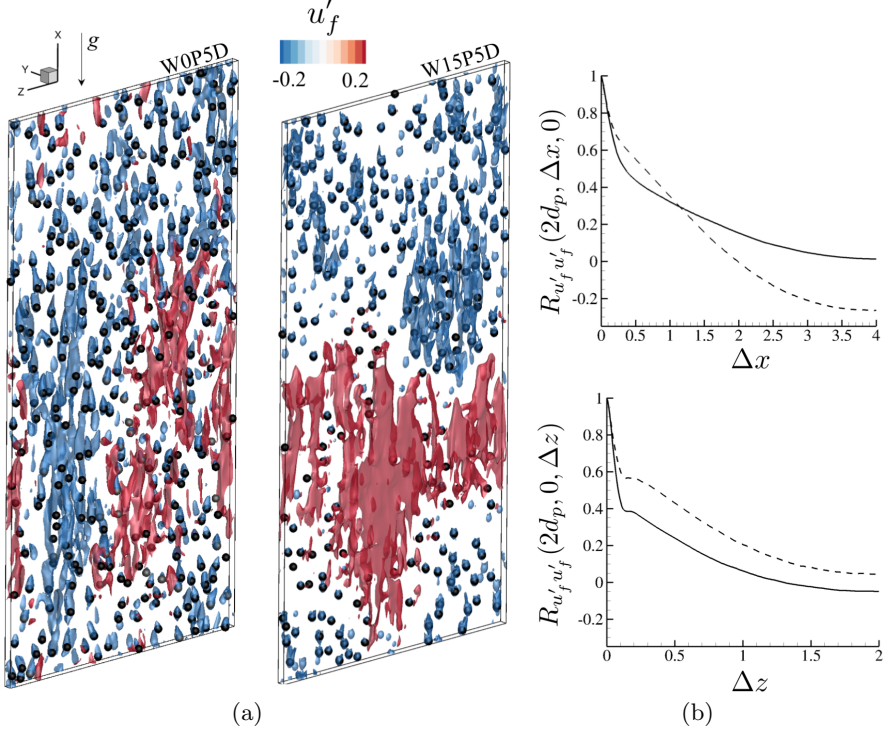 X
Y
Z
g
W0P5D
u′_f
-0.2
0.2
W15P5D
R_{u′_f u′_f}(2d_p, Δx, 0)
1
0.8
0.6
0.4
0.2
0
-0.2
0
0.5
1
1.5
2
2.5
3
3.5
4
Δx
R_{u′_f u′_f}(2d_p, 0, Δz)
1
0.8
0.6
0.4
0.2
0
-0.2
0
0.5
1
1.5
2
Δz
(a)
(b)